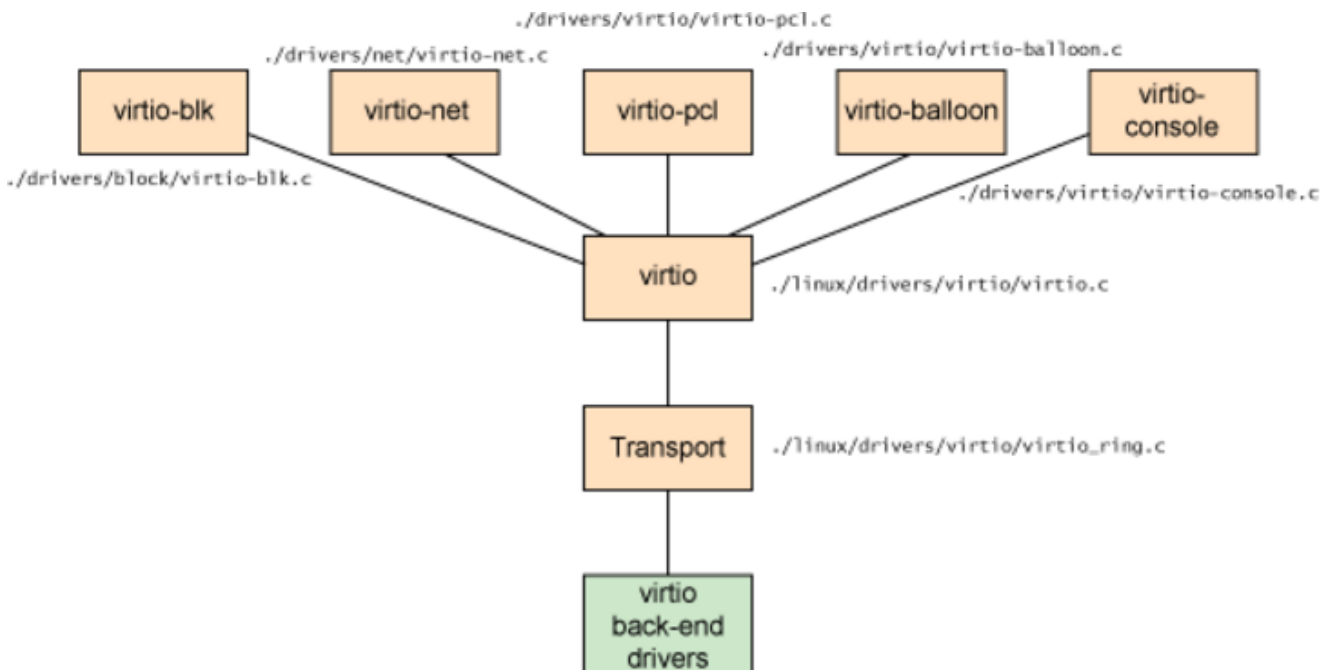 ./drivers/virtio/virtio-pcl.c
./drivers/net/virtio-net.c
./drivers/virtio/virtio-balloon.c
virtio-blk
virtio-net
virtio-pcl
virtio-balloon
virtio-
console
./drivers/block/virtio-blk.c
./drivers/virtio/virtio-console.c
virtio
./linux/drivers/virtio/virtio.c
Transport
./linux/drivers/virtio/virtio_ring.c
virtio
back-end
drivers